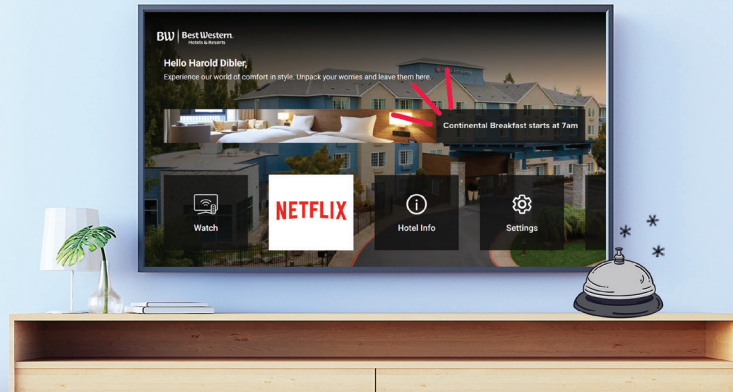 BW Best Western.
Hotels & Resorts
Hello Harold Dibler,
Experience our world of comfort in style. Unpack your worries and leave them here.
Continental Breakfast starts at 7am
NETFLIX
Watch
Hotel Info
Settings